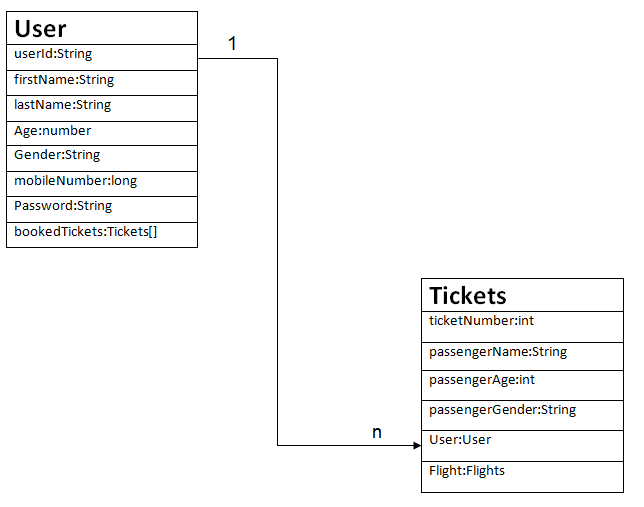 User
userId:String
1
firstName:String
lastName:String
Age:number
Gender:String
mobileNumber:long
Password:String
bookedTickets:Tickets[]
Tickets
ticketNumber:int
passengerName:String
passengerAge:int
passengerGender:String
n
User:User
Flight:Flights